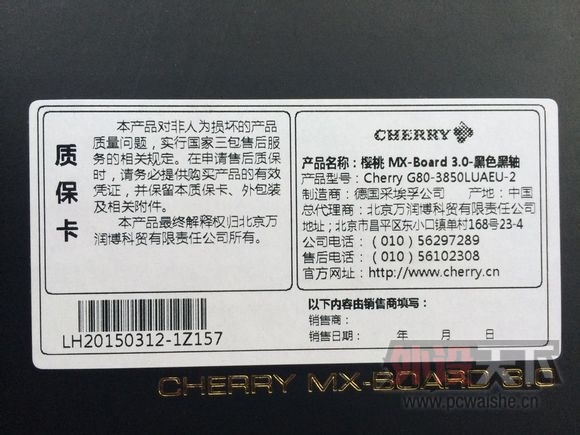 质保卡
本产品对非人为损坏的产品
质量问题，实行国家三包售后服
务的相关规定。在申请售后质保
时，请务必提供购买产品的有效
凭证，并保留本质保卡、外包装
及相关附件。
本产品最终解释权归北京万
润博科贸有限责任公司所有。
LH20150312-1Z157
CHERRY
产品名称：樱桃 MX-Board 3.0-黑色黑轴
产品型号：Cherry G80-3850LUAEU-2
制造商：德国采埃孚公司 产地：中国
总代理商：北京万润博科贸有限责任公司
地址：北京市昌平区东小口镇单村168号23-4
公司电话：（010）56297289
售后电话：（010）56102308
官方网址：http://www.cherry.cn
以下内容由销售商填写：
销售商：
销售日期： 年 月 日
CHERRY MX-BOARD 3.0
外设天下
www.pcwaishe.cn